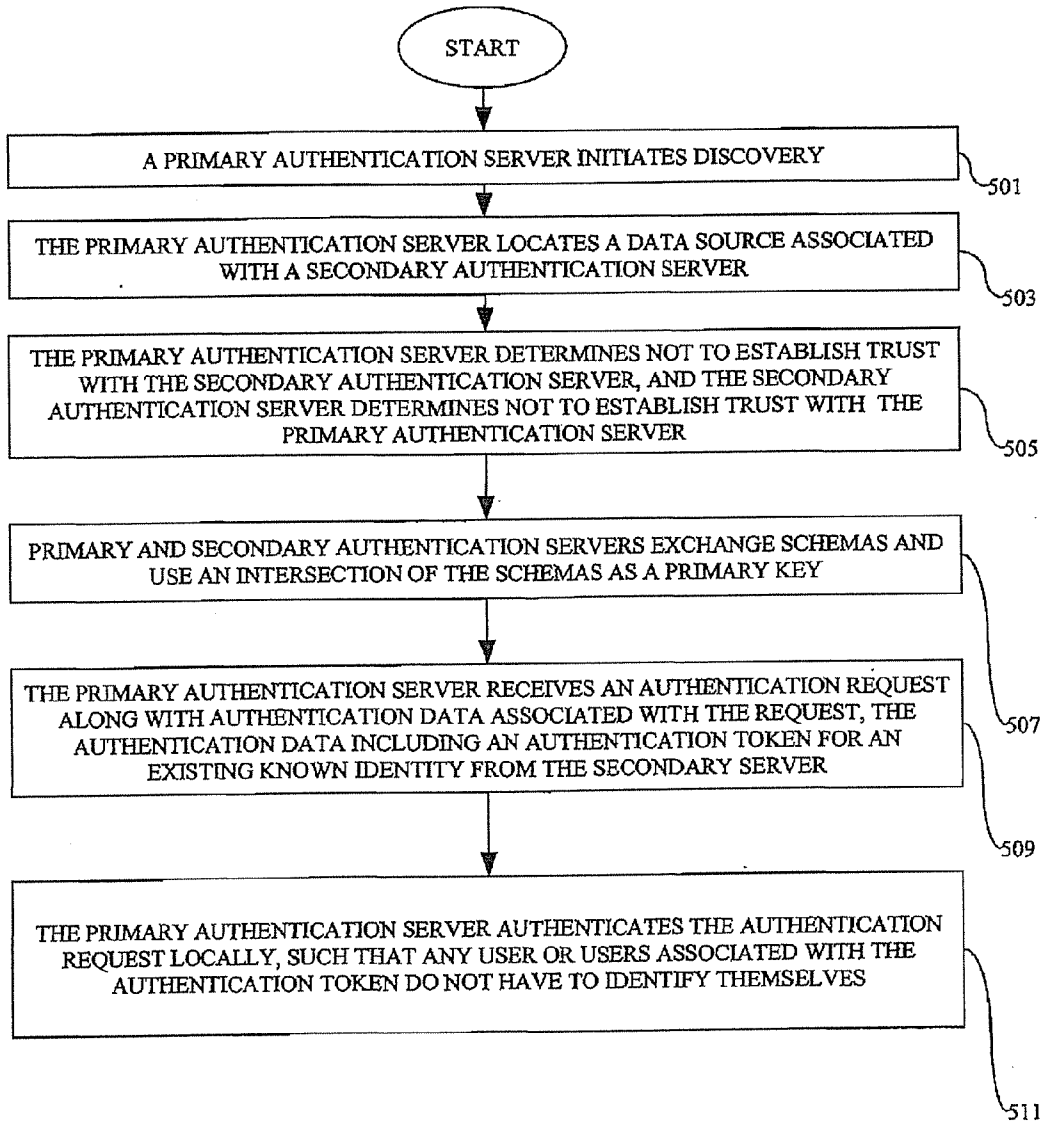 START
A PRIMARY AUTHENTICATION SERVER INITIATES DISCOVERY
501
THE PRIMARY AUTHENTICATION SERVER LOCATES A DATA SOURCE ASSOCIATED
WITH A SECONDARY AUTHENTICATION SERVER
503
THE PRIMARY AUTHENTICATION SERVER DETERMINES NOT TO ESTABLISH TRUST
WITH THE SECONDARY AUTHENTICATION SERVER, AND THE SECONDARY
AUTHENTICATION SERVER DETERMINES NOT TO ESTABLISH TRUST WITH THE
PRIMARY AUTHENTICATION SERVER
505
PRIMARY AND SECONDARY AUTHENTICATION SERVERS EXCHANGE SCHEMAS AND
USE AN INTERSECTION OF THE SCHEMAS AS A PRIMARY KEY
507
THE PRIMARY AUTHENTICATION SERVER RECEIVES AN AUTHENTICATION REQUEST
ALONG WITH AUTHENTICATION DATA ASSOCIATED WITH THE REQUEST, THE
AUTHENTICATION DATA INCLUDING AN AUTHENTICATION TOKEN FOR AN
EXISTING KNOWN IDENTITY FROM THE SECONDARY SERVER
509
THE PRIMARY AUTHENTICATION SERVER AUTHENTICATES THE AUTHENTICATION
REQUEST LOCALLY, SUCH THAT ANY USER OR USERS ASSOCIATED WITH THE
AUTHENTICATION TOKEN DO NOT HAVE TO IDENTIFY THEMSELVES
511